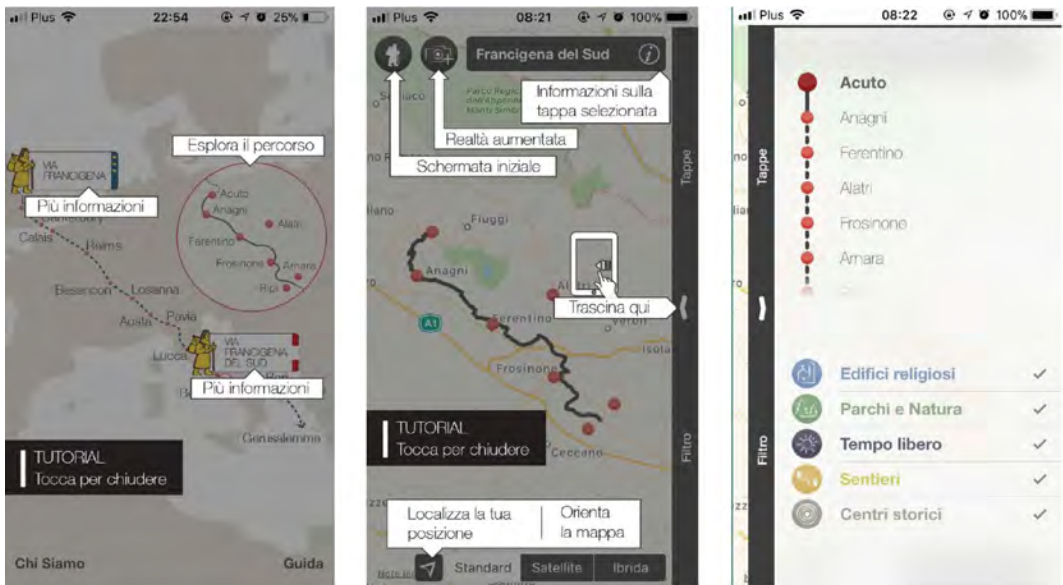 Plus 22:54 25%
Esplora il percorso
VIA
FRANCIGENA
Più informazioni
Acuto
Anagni
Alatri
Ferentino
Frosinone Amara
Ripi
Calais
Reims
Besancon Losanna
Aosta Pavia
Lucca
VIA
FRANCIGENA
DEL SUD
Più informazioni
Gerusalemme
TUTORIAL
Tocca per chiudere
Chi Siamo Guida
Plus 08:21 100%
Francigena del Sud
Informazioni sulla
tappa selezionata
Realtà aumentata
Schermata iniziale
Tappe
Fiuggi
Anagni
Trascina qui
A1
Ferentino
Isola
Frosinone
TUTORIAL
Tocca per chiudere
Ceccano
Filtro
Localizza la tua
posizione
Orienta
la mappa
Standard Satellite Ibrida
Plus 08:22 100%
Acuto
Anagni
Ferentino
Alatri
Frosinone
Amara
Tappe
Filtro
Edifici religiosi
Parchi e Natura
Tempo libero
Sentieri
Centri storici